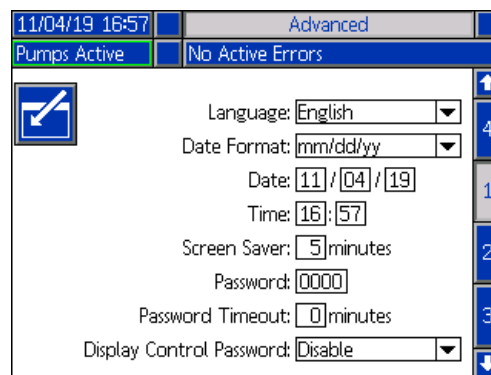 11/04/19 16:57 Advanced
Pumps Active No Active Errors
Language: English
4
Date Format: mm/dd/yy
Date: 11 / 04 / 19
1
Time: 16 : 57
Screen Saver: 5 minutes
2
Password: 0000
Password Timeout: 0 minutes
3
Display Control Password: Disable